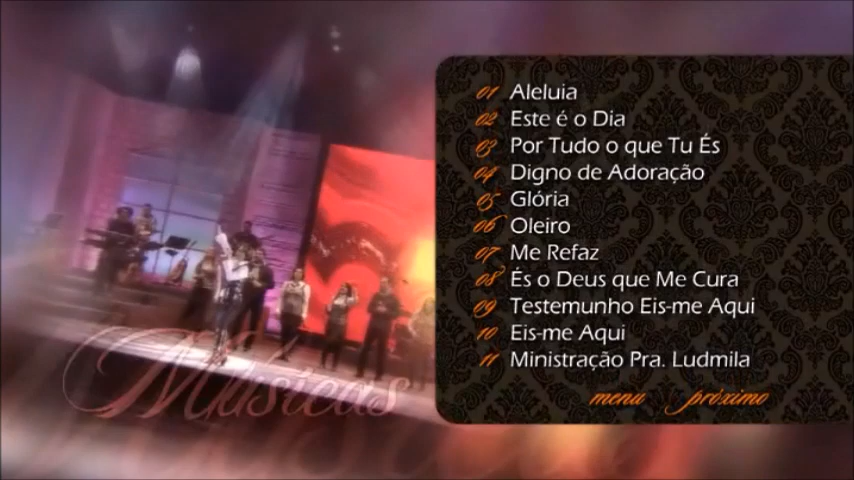 01 Aleluia
02 Este é o Dia
03 Por Tudo o que Tu És
04 Digno de Adoração
05 Glória
06 Oleiro
07 Me Refaz
08 És o Deus que Me Cura
09 Testemunho Eis-me Aqui
10 Eis-me Aqui
11 Ministração Pra. Ludmila
menu próximo
Músicas